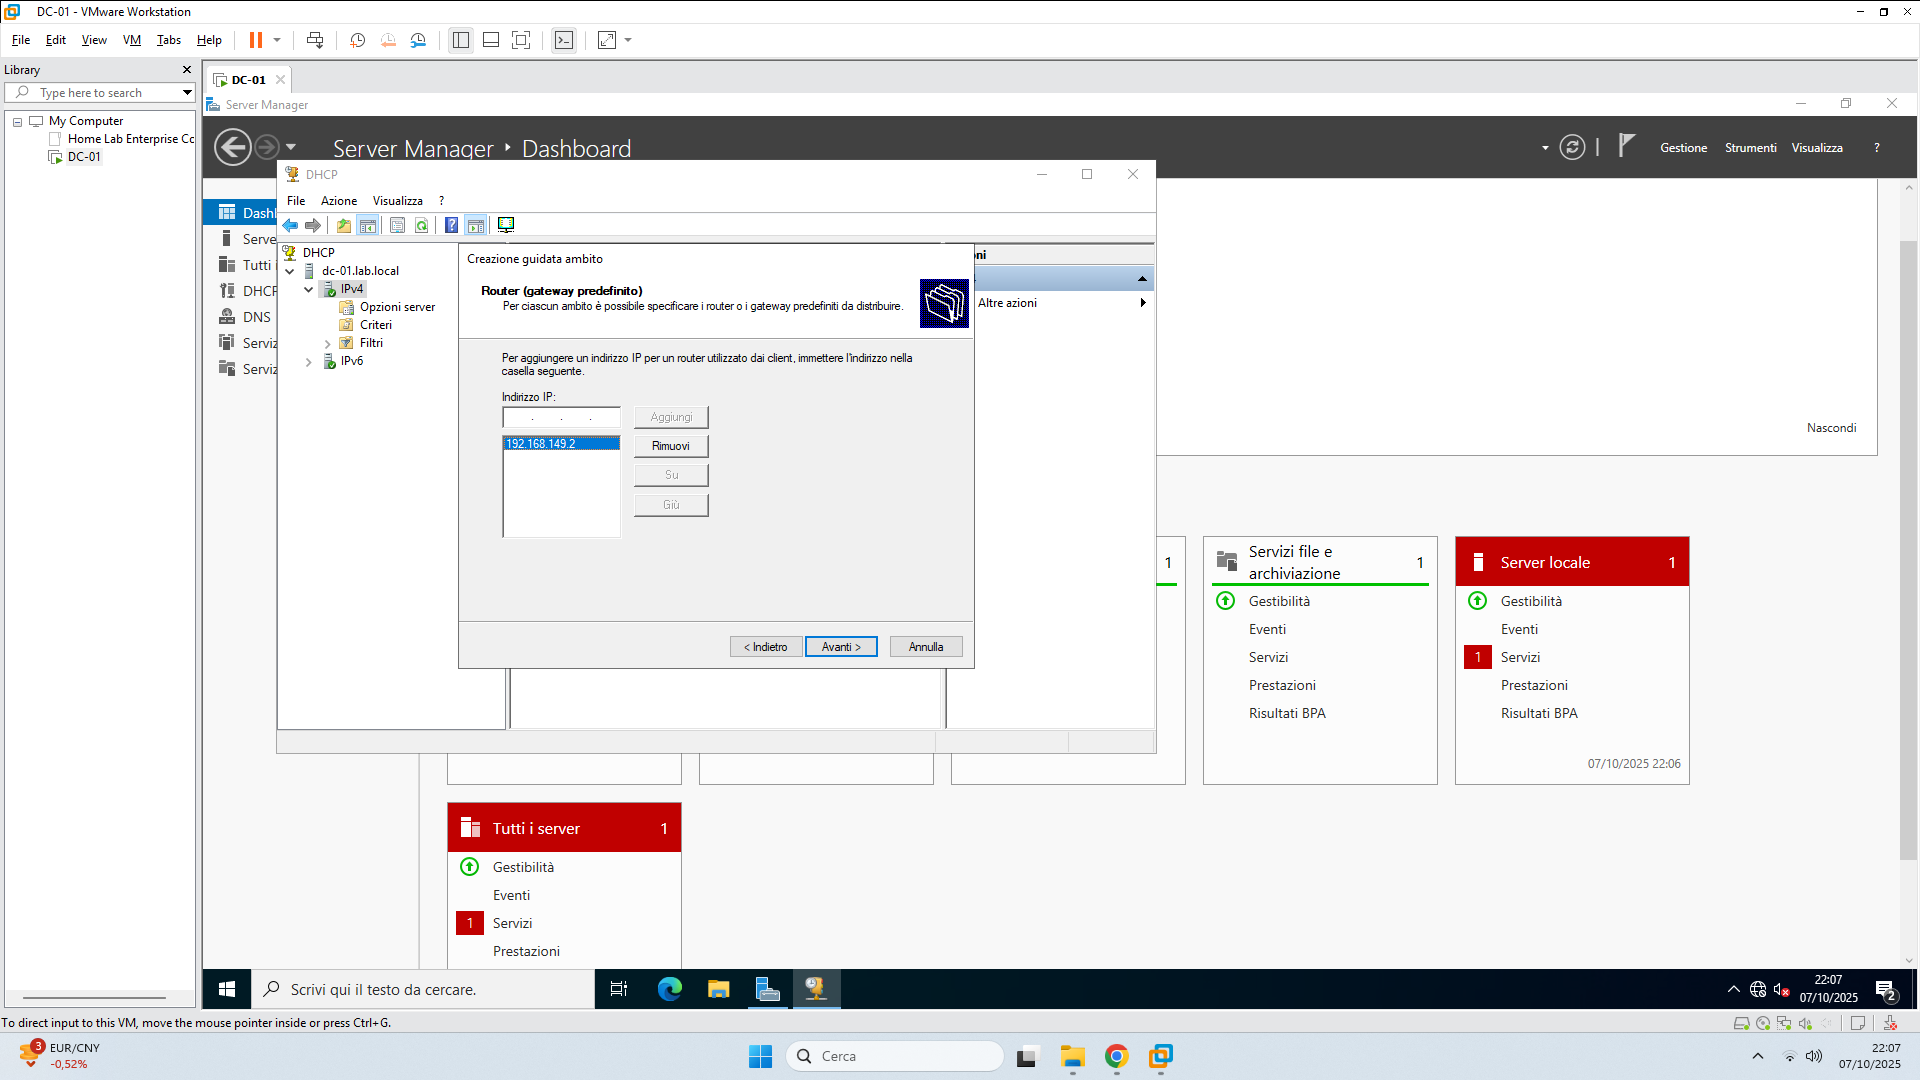 DC-01 - VMware Workstation
File Edit View VM Tabs Help
Library
Type here to search
My Computer
Home Lab Enterprise Cc
DC-01
DC-01
Server Manager
Server Manager Dashboard
Gestione Strumenti Visualizza ?
Dash
Serve
Tutti i
DHCP
DNS
Serviz
Serviz
DHCP
File Azione Visualizza ?
DHCP
dc-01.lab.local
IPv4
Opzioni server
Criteri
Filtri
IPv6
Creazione guidata ambito
Router (gateway predefinito)
Per ciascun ambito è possibile specificare i router o i gateway predefiniti da distribuire.
Per aggiungere un indirizzo IP per un router utilizzato dai client, immettere l'indirizzo nella
casella seguente.
Indirizzo IP:
. . .
Aggiungi
192.168.149.2
Rimuovi
Su
Giù
< Indietro Avanti > Annulla
ni
Altre azioni
Nascondi
1
Servizi file e
archiviazione
1
Gestibilità
Eventi
Servizi
Prestazioni
Risultati BPA
Server locale 1
Gestibilità
Eventi
1 Servizi
Prestazioni
Risultati BPA
07/10/2025 22:06
Tutti i server 1
Gestibilità
Eventi
1 Servizi
Prestazioni
Scrivi qui il testo da cercare.
22:07
07/10/2025
2
To direct input to this VM, move the mouse pointer inside or press Ctrl+G.
3
EUR/CNY
-0,52%
Cerca
22:07
07/10/2025